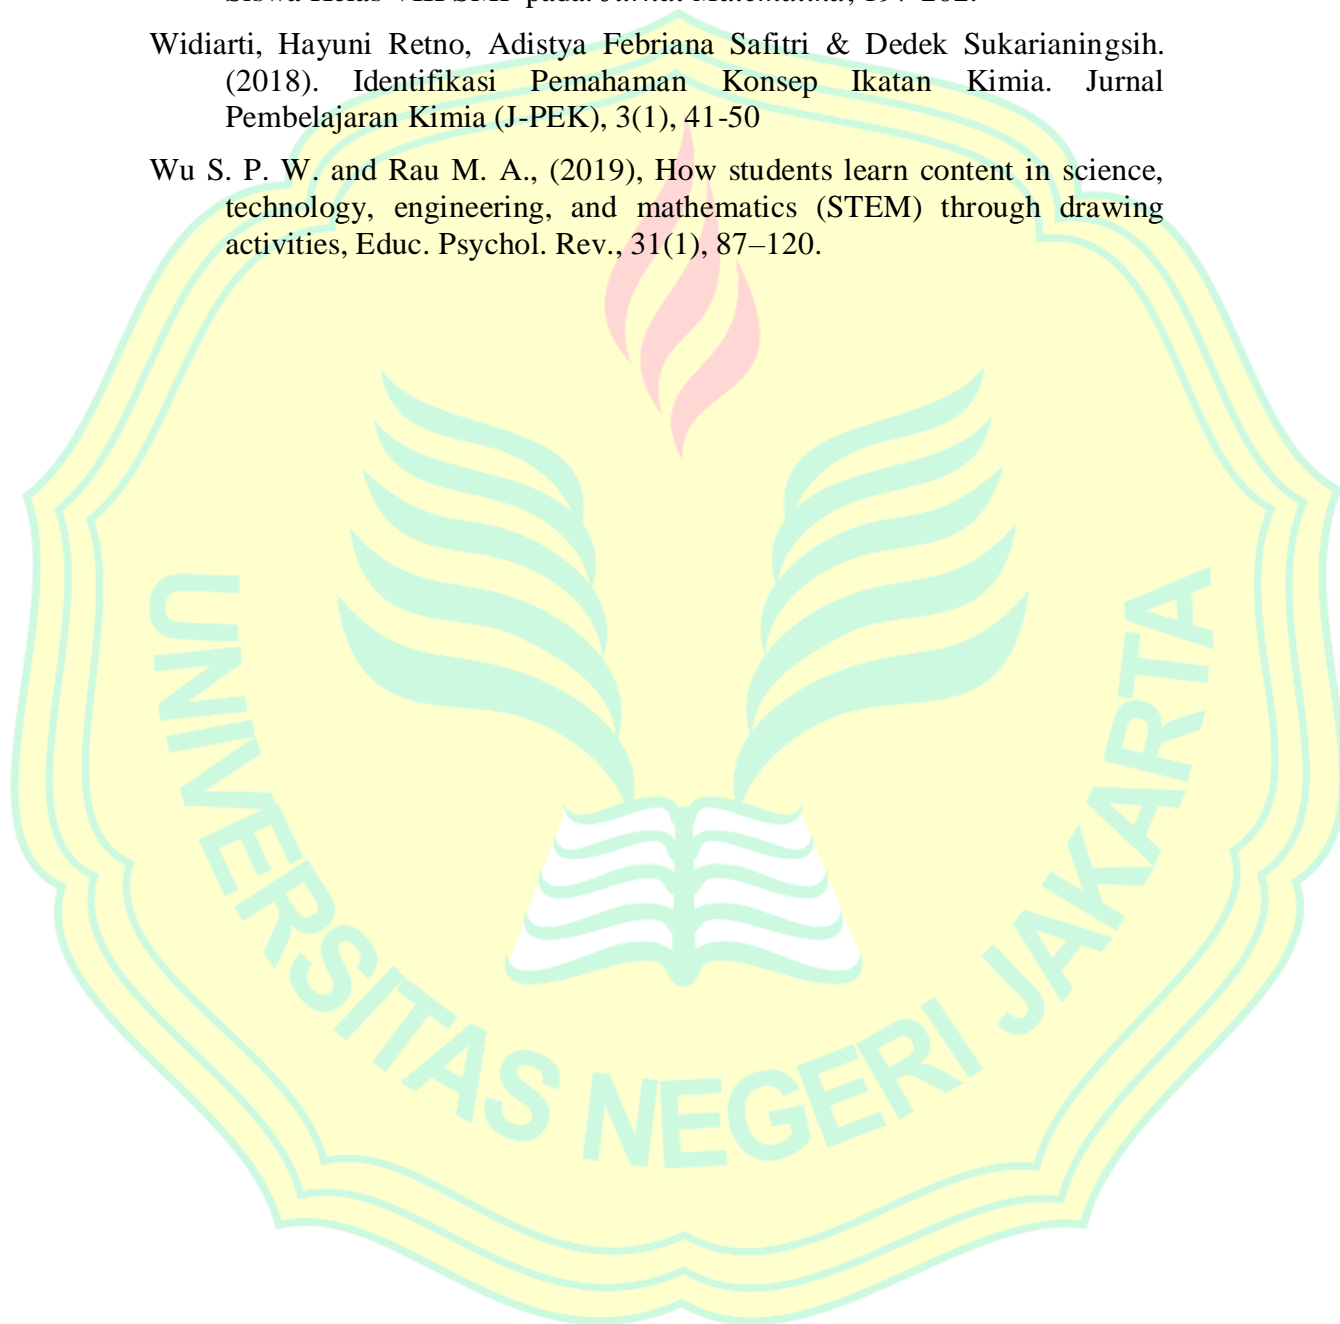 Widiarti, Hayuni Retno, Adistya Febriana Safitri & Dedek Sukarianingsih.
(2018). Identifikasi Pemahaman Konsep Ikatan Kimia. Jurnal
Pembelajaran Kimia (J-PEK), 3(1), 41-50
Wu S. P. W. and Rau M. A., (2019), How students learn content in science,
technology, engineering, and mathematics (STEM) through drawing
activities, Educ. Psychol. Rev., 31(1), 87–120.
UNIVERSITAS NEGERI JAKARTA